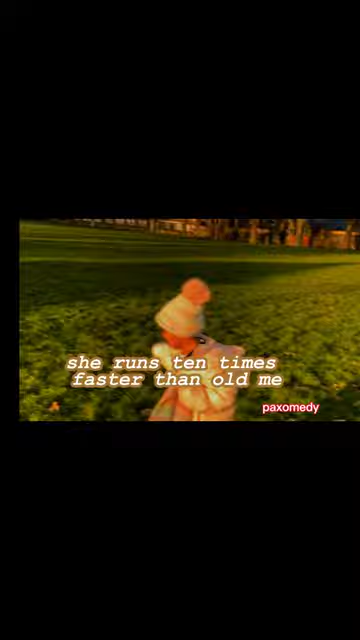 she runs ten times
faster than old me
paxomedy